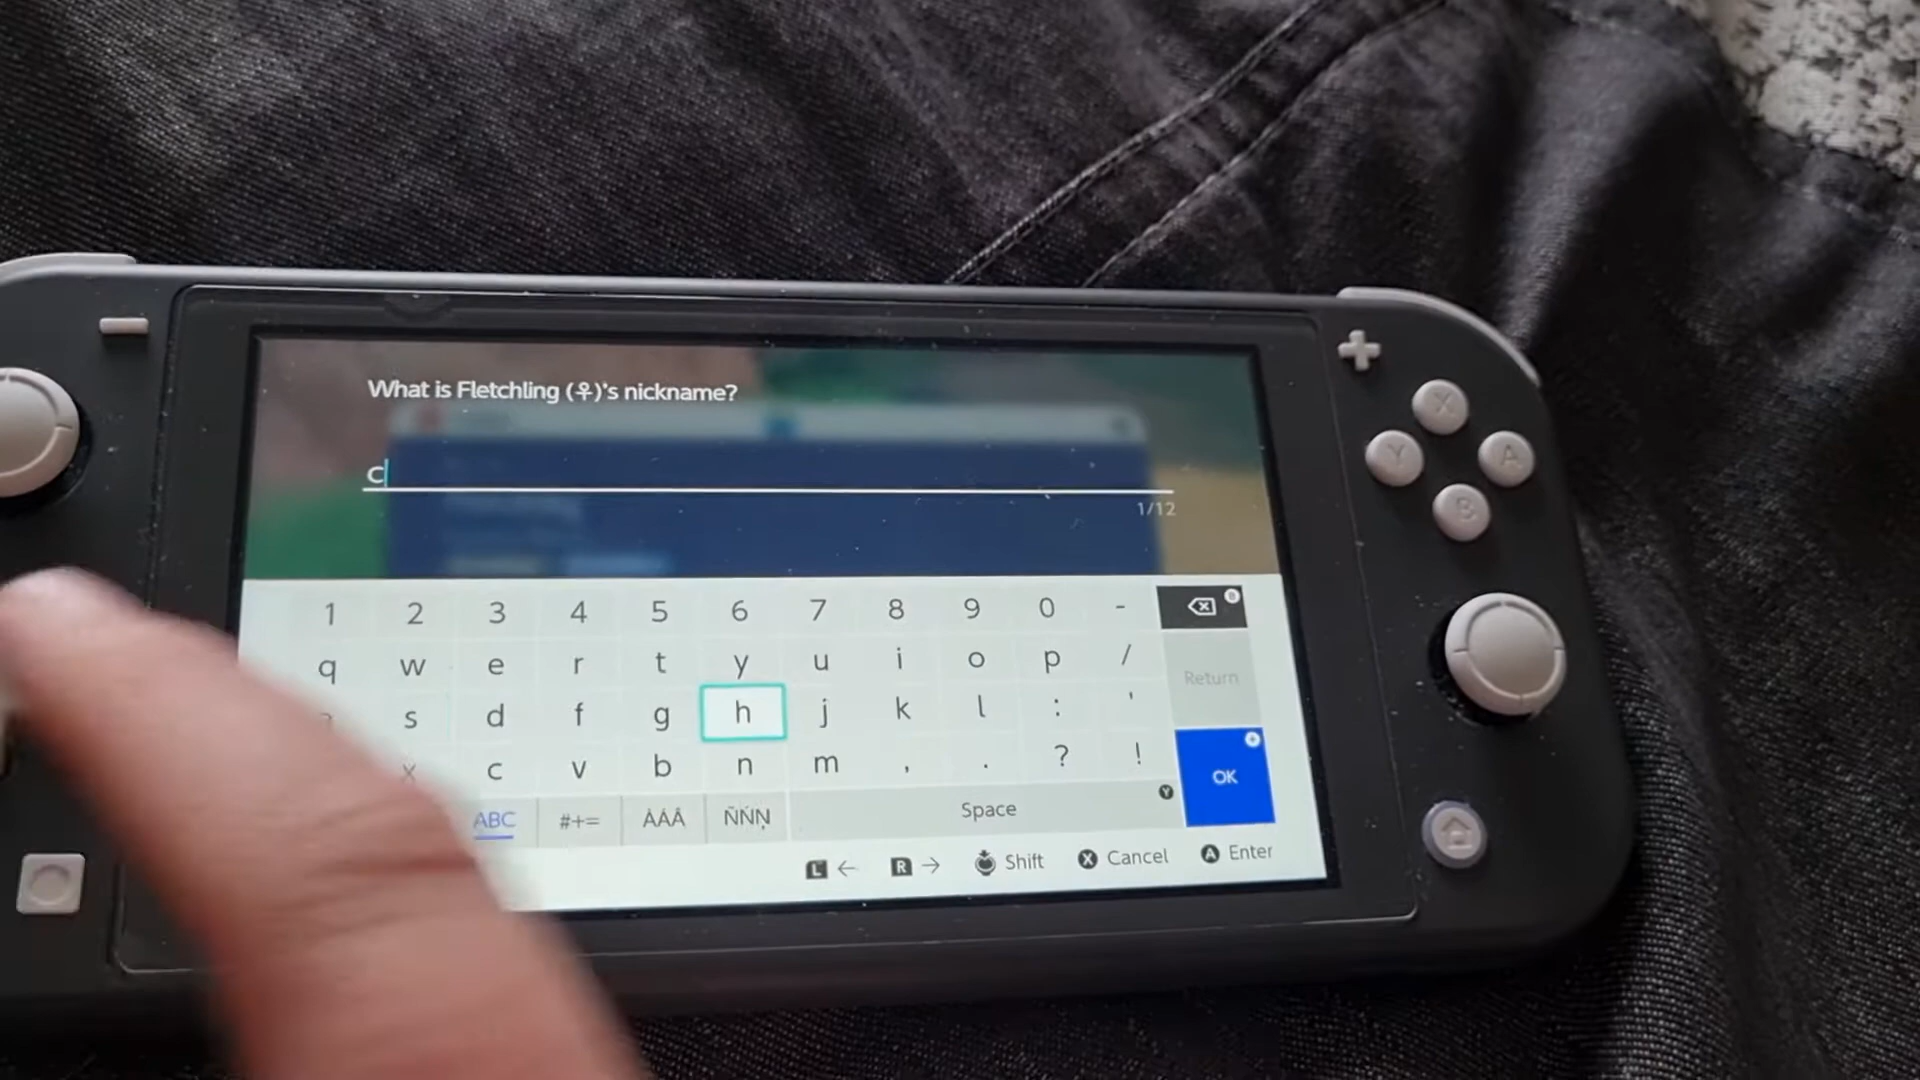 What is Fletchling (♀)'s nickname?
C
1/12
1 2 3 4 5 6 7 8 9 0 -
q w e r t y u i o p /
Return
s d f g h j k l : '
x c v b n m , . ? !
OK
ABC #+= ÀÁÂ ÑŃŅ Space Y
L ← R → Shift X Cancel A Enter
X
Y A
B